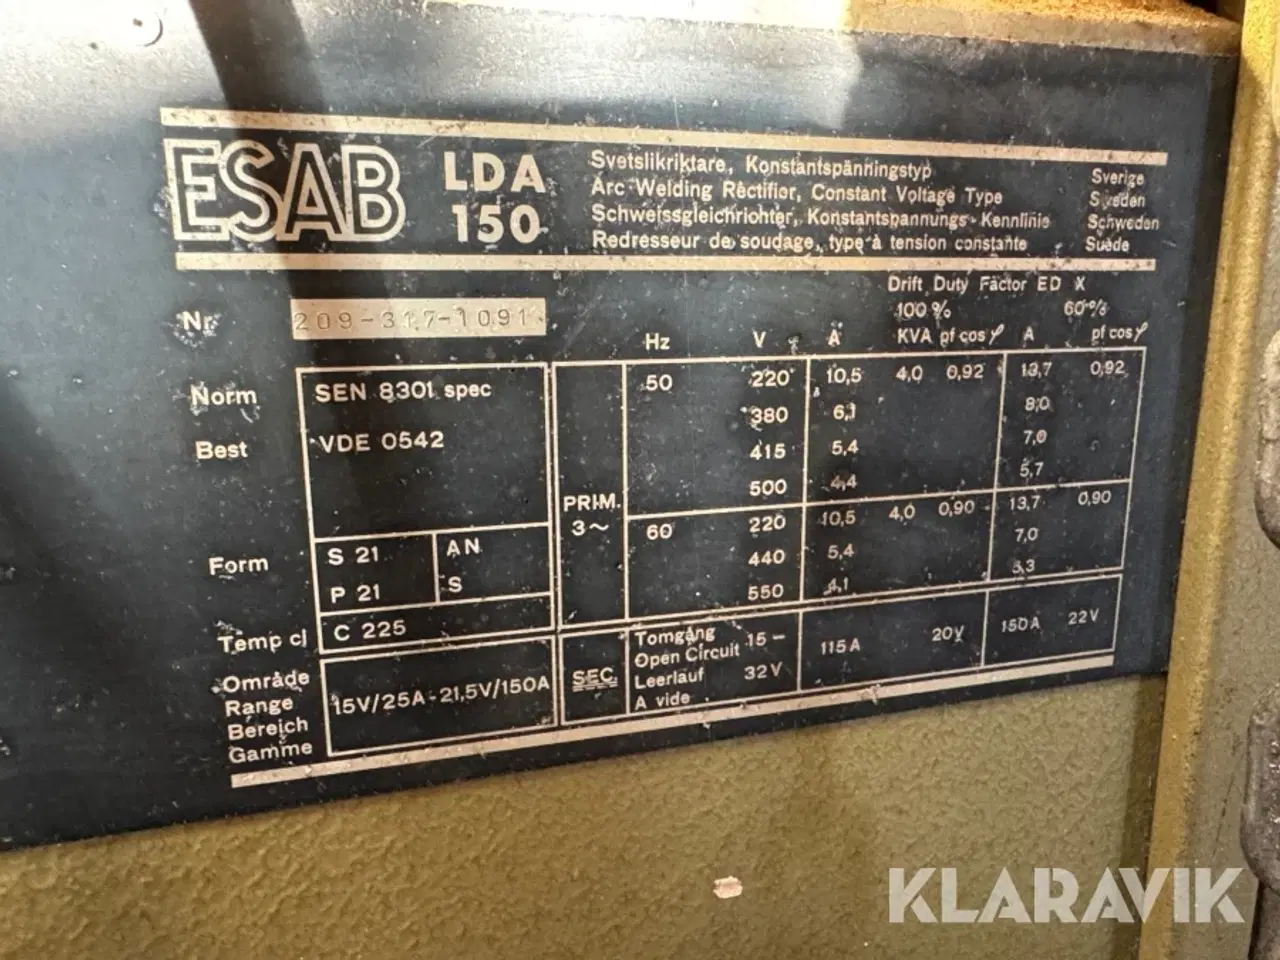 ESAB LDA 150
Svetslikriktare, Konstantspänningstyp Sverige
Arc Welding Rectifier, Constant Voltage Type Sweden
Schweissgleichrichter, Konstantspannungs-Kennlinie Schweden
Redresseur de soudage, type à tension constante Suède
Nr. 209-317-1091
Drift Duty Factor ED X
100% 60%
Hz V A KVA pf cosφ A pf cosφ
Norm SEN 8301 spec
Best VDE 0542
PRIM. 3~
50 220 10,5 4,0 0,92 13,7 0,92
380 6,1 8,0
415 5,4 7,0
500 4,4 5,7
60 220 10,5 4,0 0,90 13,7 0,90
440 5,4 7,0
550 4,1
Form S 21 AN
P 21 S
Temp cl C 225
Område
Range
Bereich
Gamme
15V/25A-21,5V/150A
SEC.
Tomgång
Open Circuit
Leerlauf
A vide
15-
32V
115A 20V 150A 22V
KLARAVIK